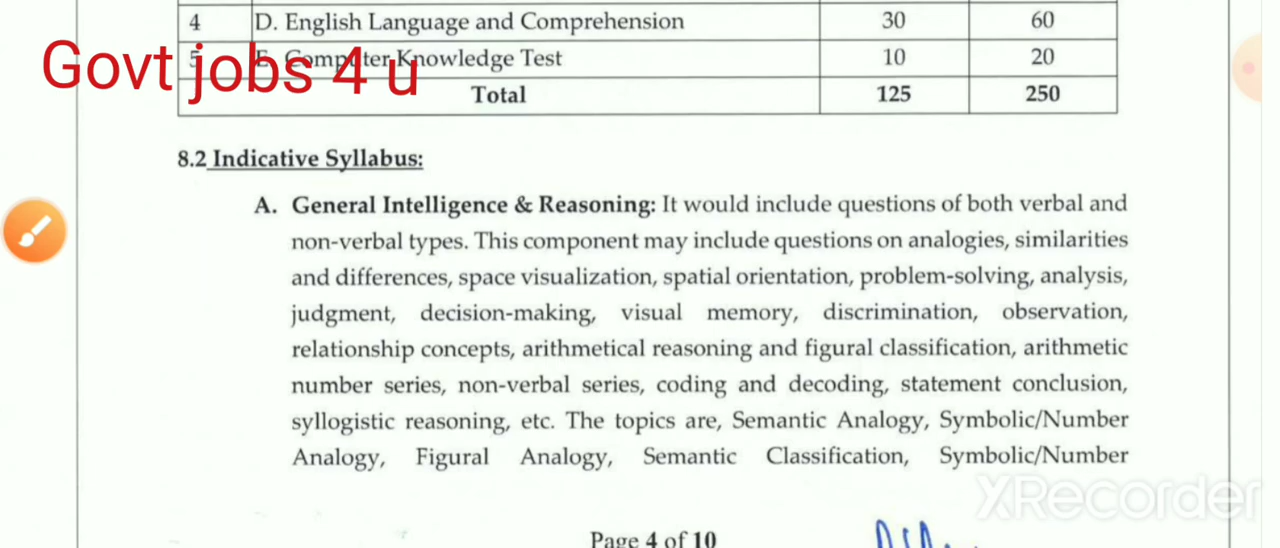 4 D. English Language and Comprehension 30 60
5 E. Computer Knowledge Test 10 20
Govt jobs 4 u
Total 125 250
8.2 Indicative Syllabus:
A. General Intelligence & Reasoning: It would include questions of both verbal and
non-verbal types. This component may include questions on analogies, similarities
and differences, space visualization, spatial orientation, problem-solving, analysis,
judgment, decision-making, visual memory, discrimination, observation,
relationship concepts, arithmetical reasoning and figural classification, arithmetic
number series, non-verbal series, coding and decoding, statement conclusion,
syllogistic reasoning, etc. The topics are, Semantic Analogy, Symbolic/Number
Analogy, Figural Analogy, Semantic Classification, Symbolic/Number
XRecorder
Page 4 of 10